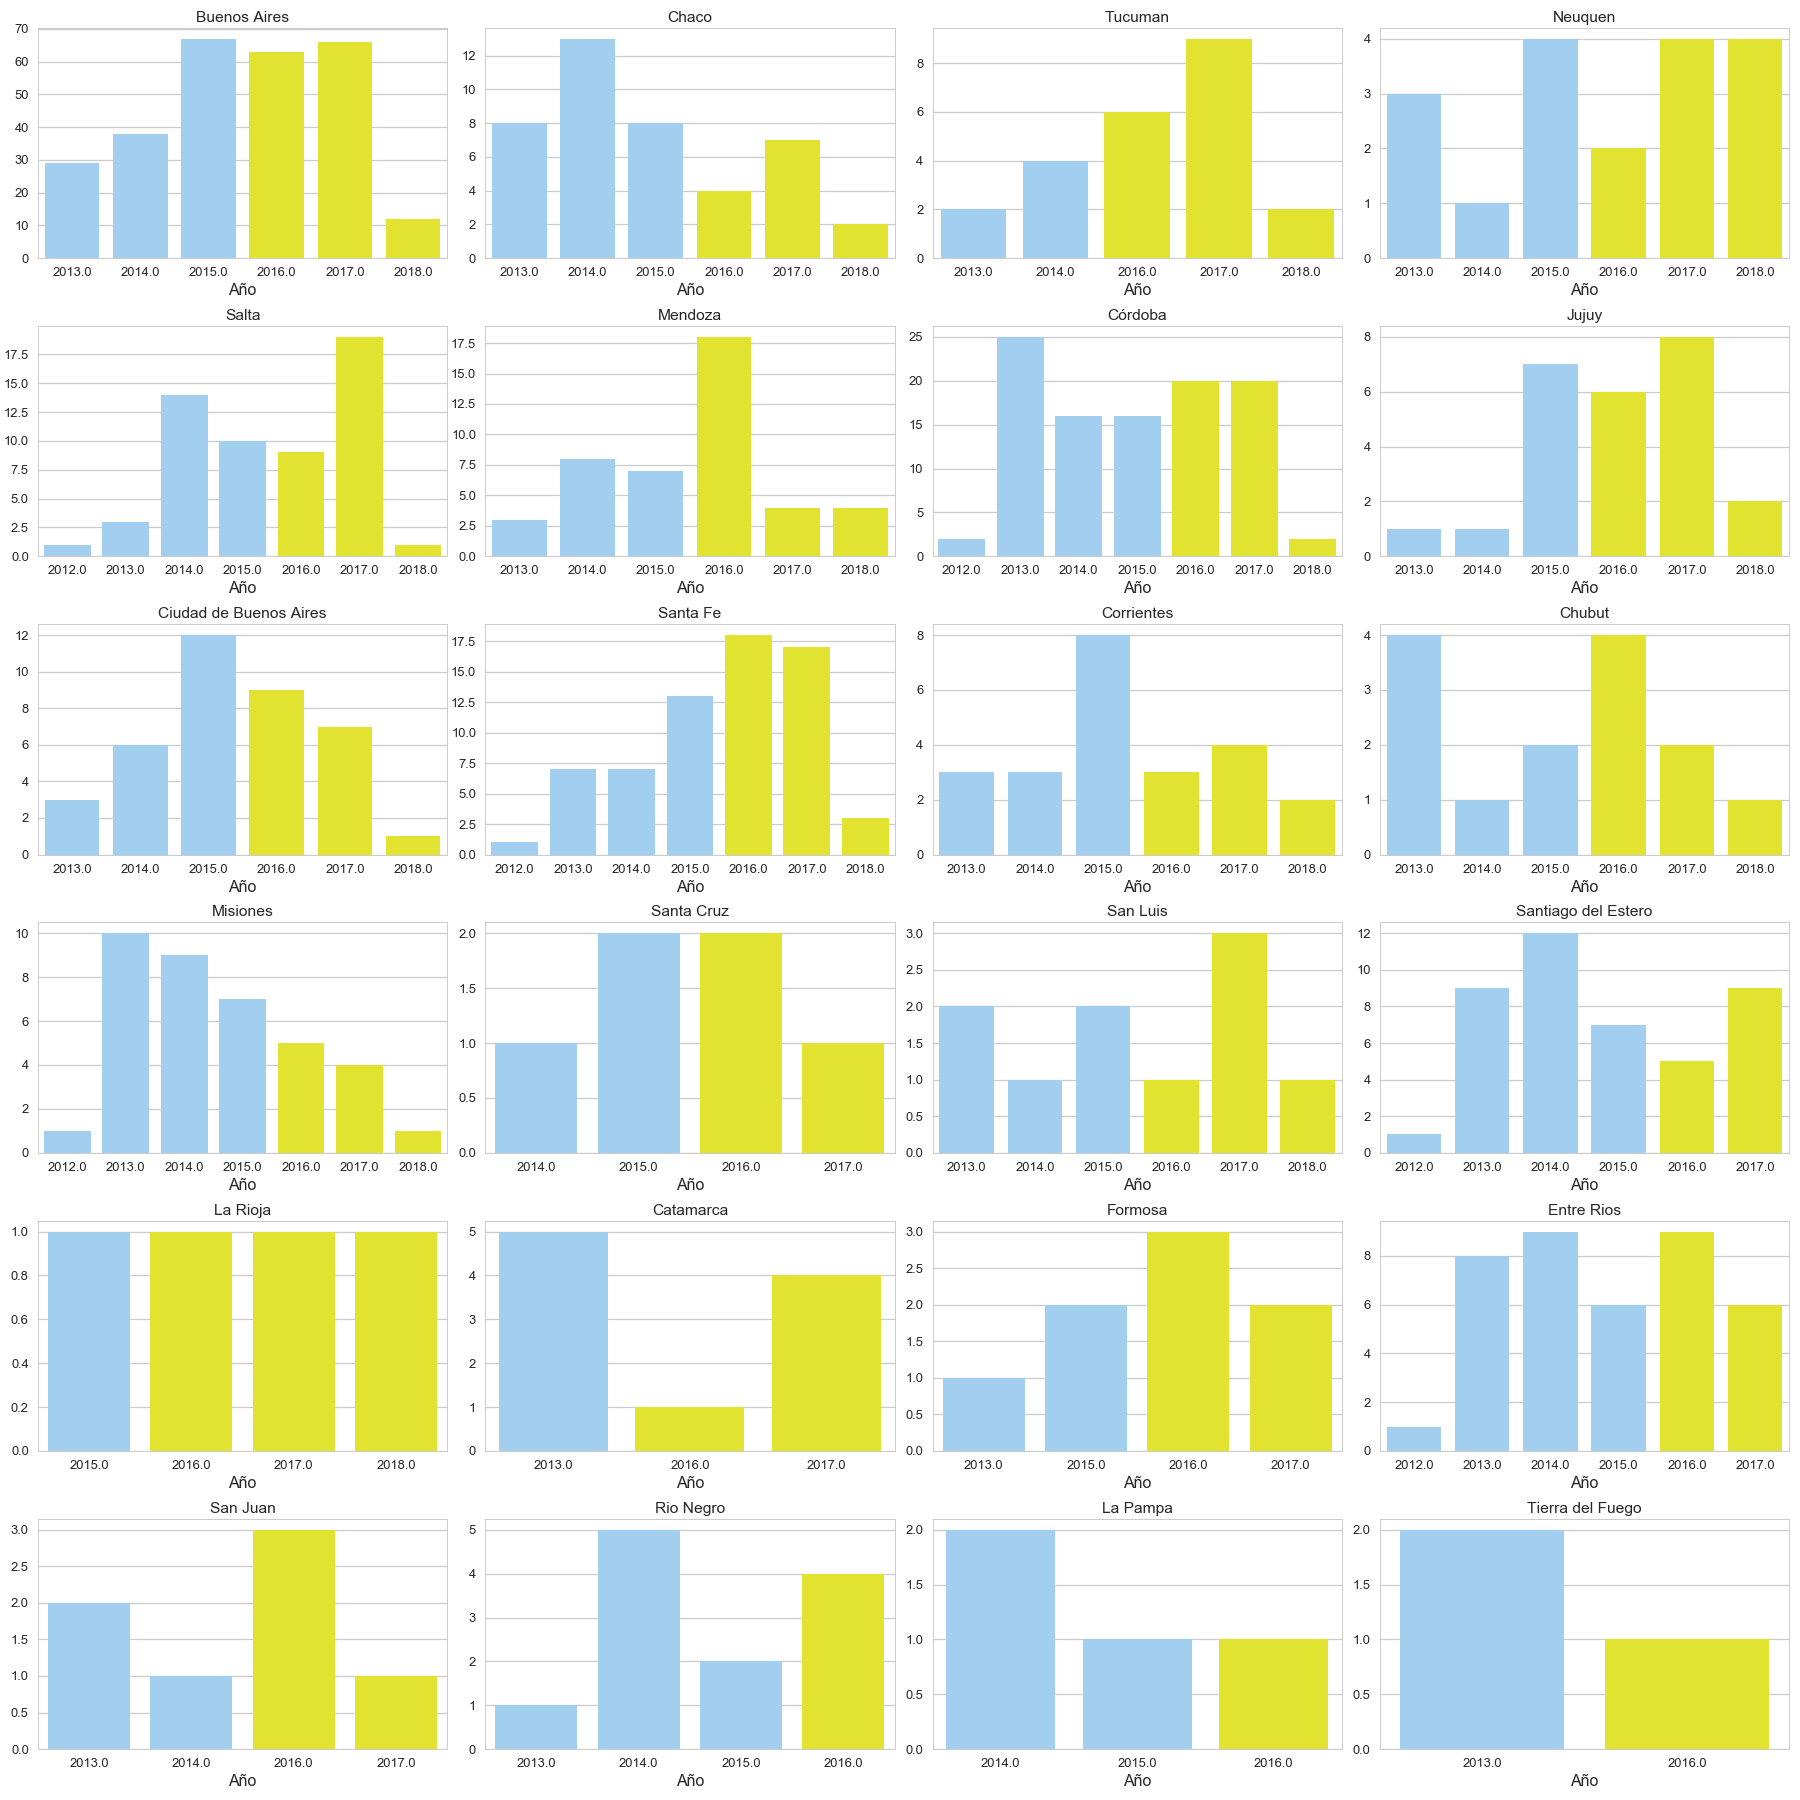 Buenos Aires
70
60
50
40
30
20
10
0
2013.0 2014.0 2015.0 2016.0 2017.0 2018.0
Año
Chaco
12
10
8
6
4
2
0
2013.0 2014.0 2015.0 2016.0 2017.0 2018.0
Año
Tucuman
8
6
4
2
0
2013.0 2014.0 2016.0 2017.0 2018.0
Año
Neuquen
4
3
2
1
0
2013.0 2014.0 2015.0 2016.0 2017.0 2018.0
Año
Salta
17.5
15.0
12.5
10.0
7.5
5.0
2.5
0.0
2012.0 2013.0 2014.0 2015.0 2016.0 2017.0 2018.0
Año
Mendoza
17.5
15.0
12.5
10.0
7.5
5.0
2.5
0.0
2013.0 2014.0 2015.0 2016.0 2017.0 2018.0
Año
Córdoba
25
20
15
10
5
0
2012.0 2013.0 2014.0 2015.0 2016.0 2017.0 2018.0
Año
Jujuy
8
6
4
2
0
2013.0 2014.0 2015.0 2016.0 2017.0 2018.0
Año
Ciudad de Buenos Aires
12
10
8
6
4
2
0
2013.0 2014.0 2015.0 2016.0 2017.0 2018.0
Año
Santa Fe
17.5
15.0
12.5
10.0
7.5
5.0
2.5
0.0
2012.0 2013.0 2014.0 2015.0 2016.0 2017.0 2018.0
Año
Corrientes
8
6
4
2
0
2013.0 2014.0 2015.0 2016.0 2017.0 2018.0
Año
Chubut
4
3
2
1
0
2013.0 2014.0 2015.0 2016.0 2017.0 2018.0
Año
Misiones
10
8
6
4
2
0
2012.0 2013.0 2014.0 2015.0 2016.0 2017.0 2018.0
Año
Santa Cruz
2.0
1.5
1.0
0.5
0.0
2014.0 2015.0 2016.0 2017.0
Año
San Luis
3.0
2.5
2.0
1.5
1.0
0.5
0.0
2013.0 2014.0 2015.0 2016.0 2017.0 2018.0
Año
Santiago del Estero
12
10
8
6
4
2
0
2012.0 2013.0 2014.0 2015.0 2016.0 2017.0
Año
La Rioja
1.0
0.8
0.6
0.4
0.2
0.0
2015.0 2016.0 2017.0 2018.0
Año
Catamarca
5
4
3
2
1
0
2013.0 2016.0 2017.0
Año
Formosa
3.0
2.5
2.0
1.5
1.0
0.5
0.0
2013.0 2015.0 2016.0 2017.0
Año
Entre Rios
8
6
4
2
0
2012.0 2013.0 2014.0 2015.0 2016.0 2017.0
Año
San Juan
3.0
2.5
2.0
1.5
1.0
0.5
0.0
2013.0 2014.0 2016.0 2017.0
Año
Rio Negro
5
4
3
2
1
0
2013.0 2014.0 2015.0 2016.0
Año
La Pampa
2.0
1.5
1.0
0.5
0.0
2014.0 2015.0 2016.0
Año
Tierra del Fuego
2.0
1.5
1.0
0.5
0.0
2013.0 2016.0
Año